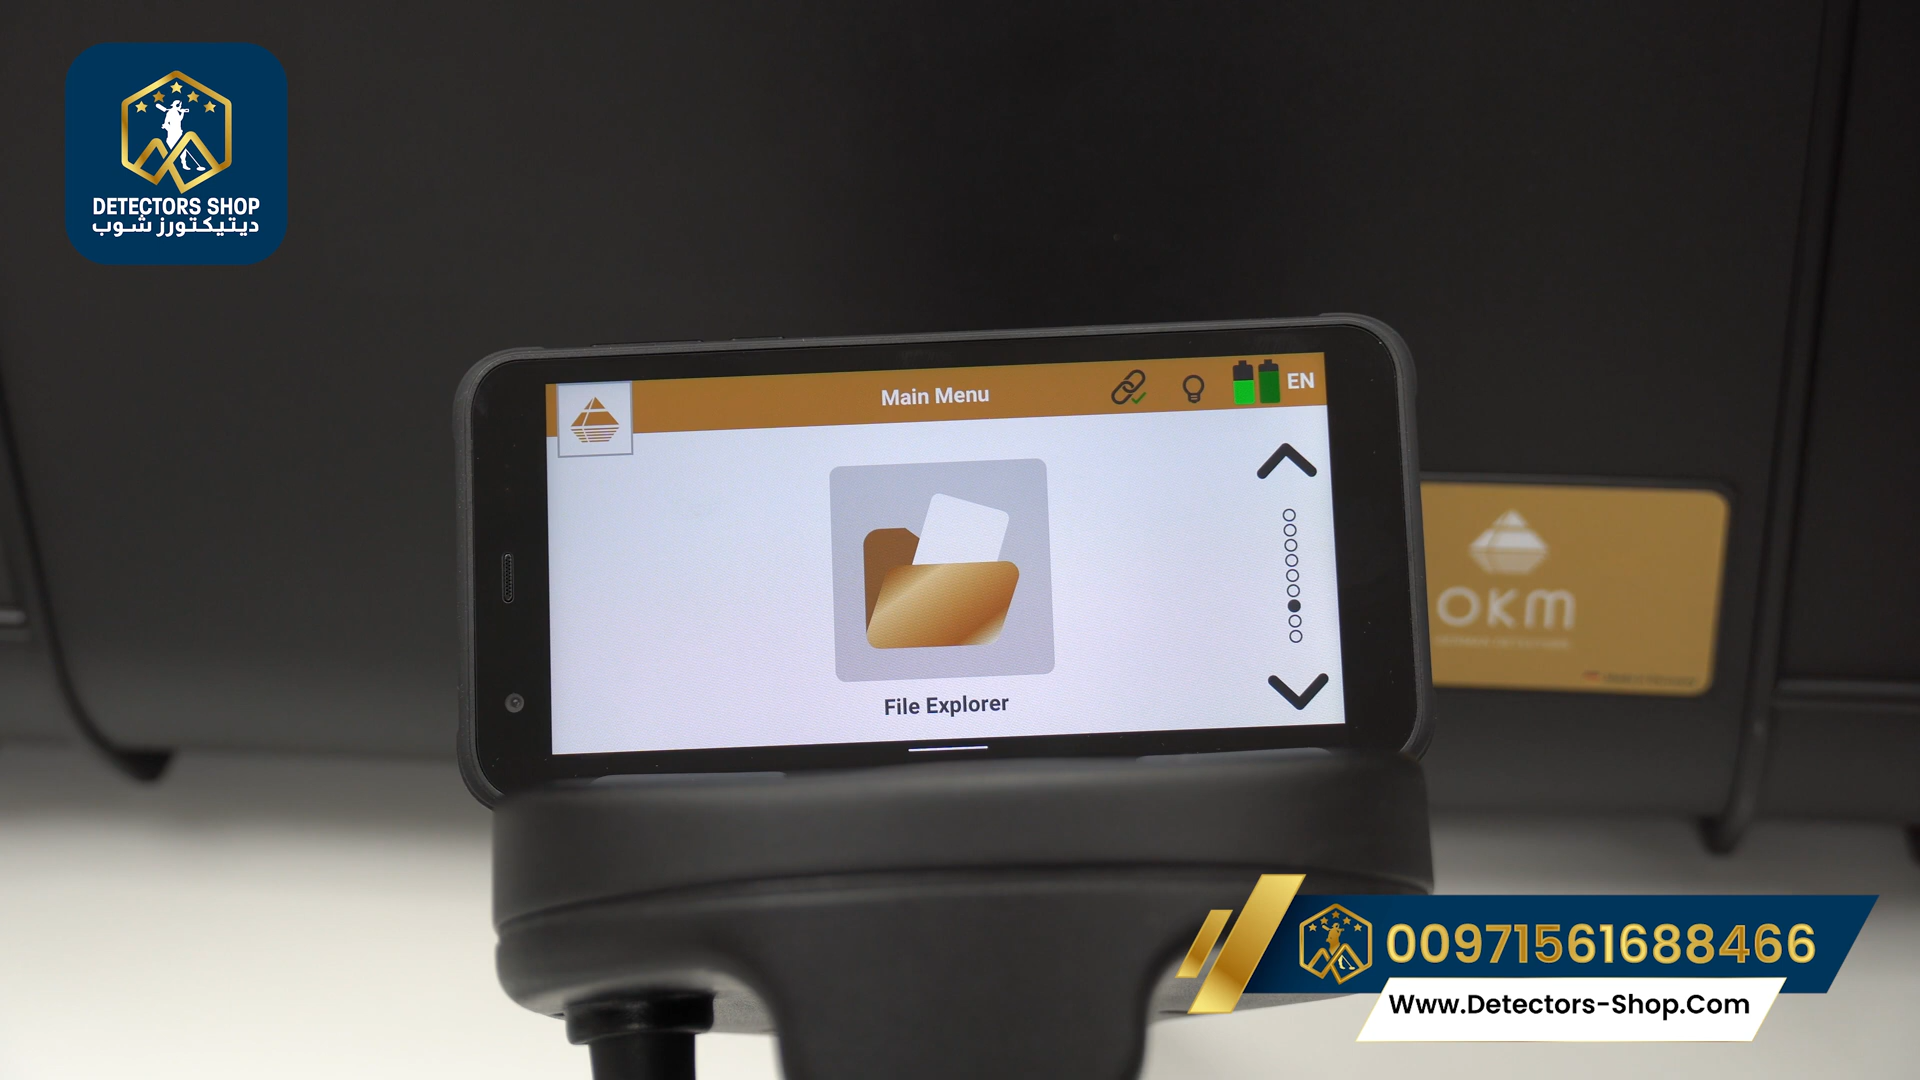 DETECTORS SHOP
ديتيكتورز شوب
Main Menu
EN
File Explorer
OKM
00971561688466
Www.Detectors-Shop.Com